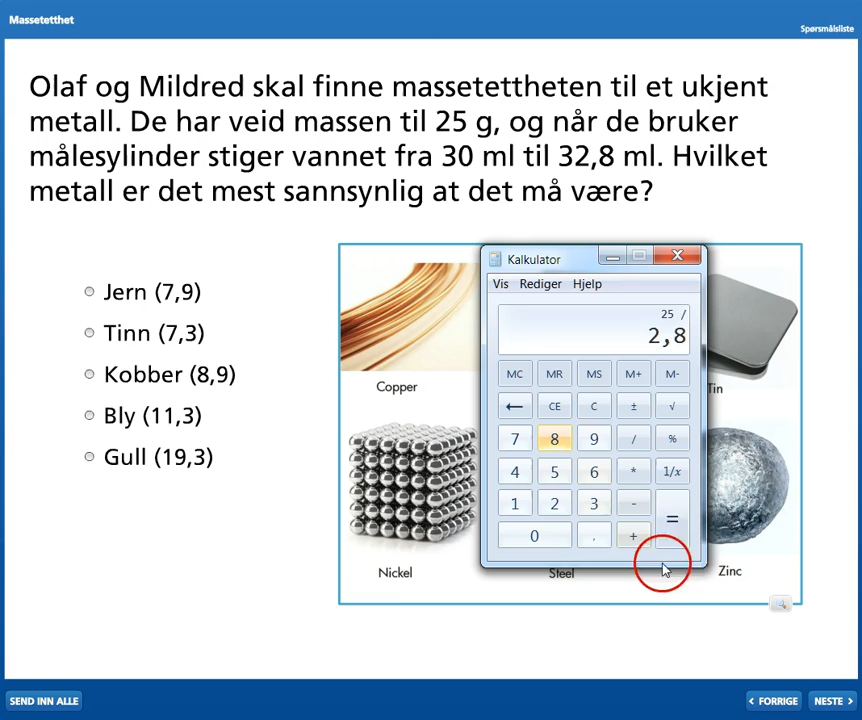 Massetetthet
Spørsmålsliste
Olaf og Mildred skal finne massetettheten til et ukjent
metall. De har veid massen til 25 g, og når de bruker
målesylinder stiger vannet fra 30 ml til 32,8 ml. Hvilket
metall er det mest sannsynlig at det må være?
Jern (7,9)
Tinn (7,3)
Kobber (8,9)
Bly (11,3)
Gull (19,3)
Copper
Tin
Nickel
Steel
Zinc
Kalkulator
Vis Rediger Hjelp
25 /
2,8
MC MR MS M+ M-
← CE C ± √
7 8 9 / %
4 5 6 * 1/x
1 2 3 - =
0 , +
SEND INN ALLE
< FORRIGE
NESTE >